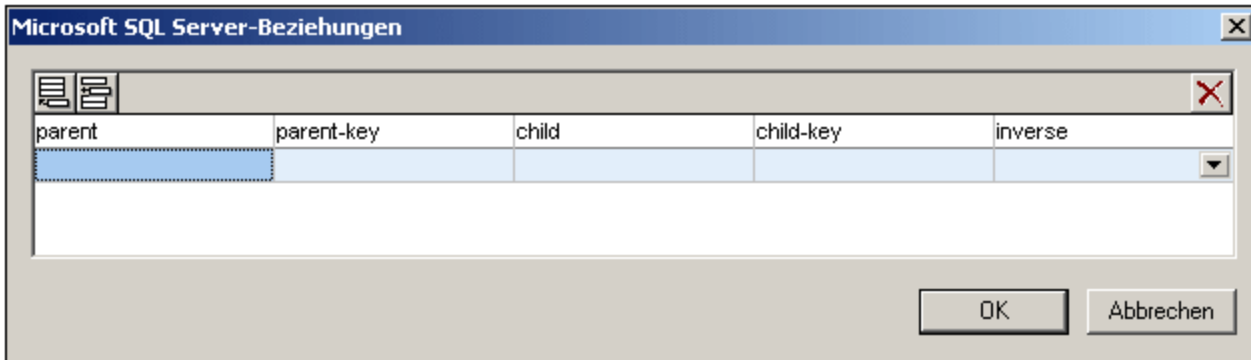 Microsoft SQL Server-Beziehungen
parent parent-key child child-key inverse
OK Abbrechen